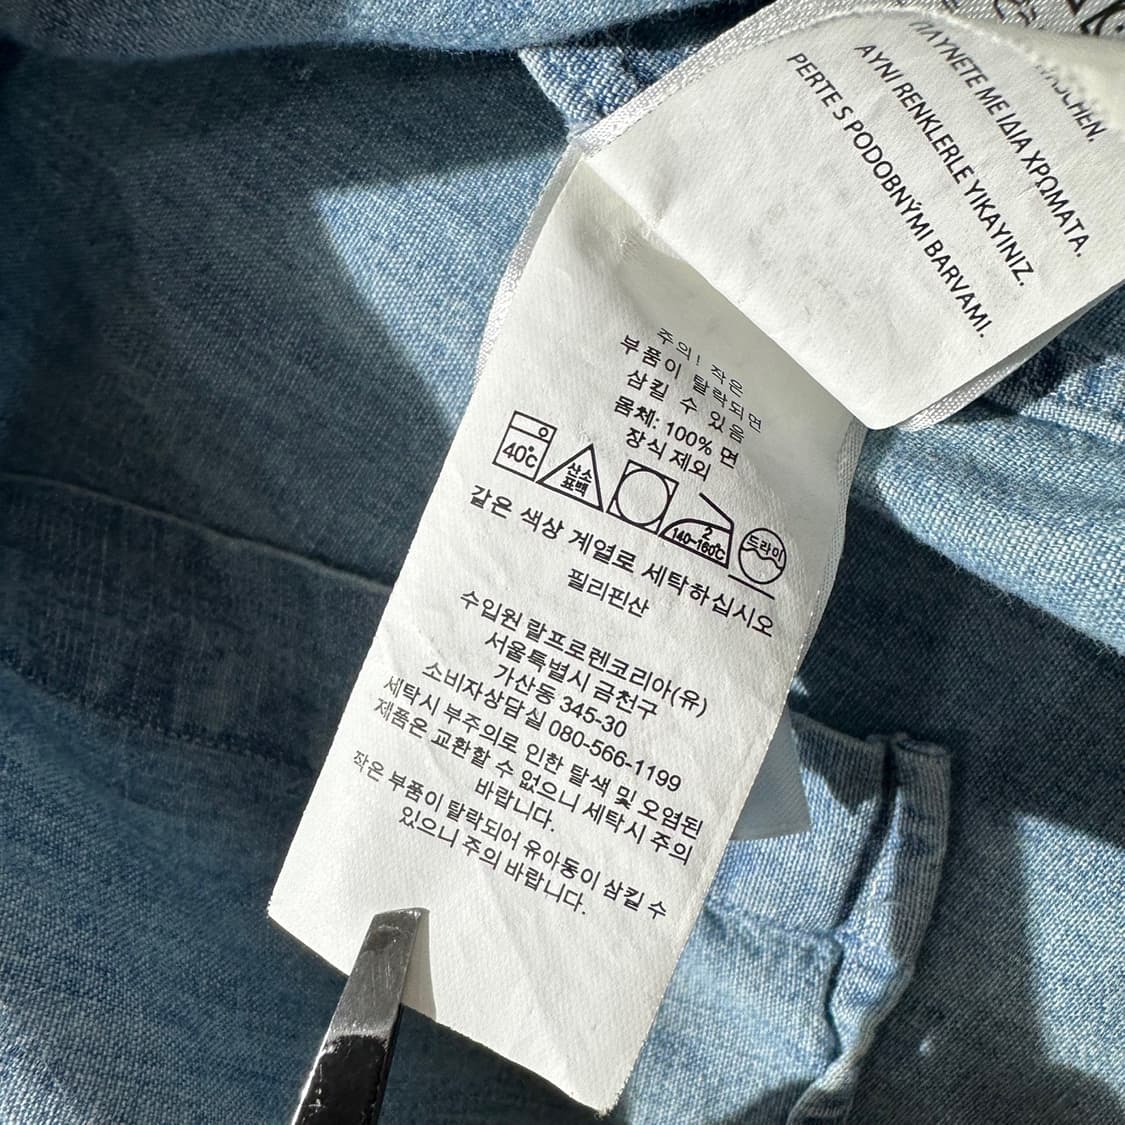 WASCHEN.
ΠΛΥΝΕΤΕ ΜΕ ΙΔΙΑ ΧΡΩΜΑΤΑ.
AYNI RENKLERLE YIKAYINIZ.
PERTE S PODOBNÝMI BARVAMI.
주의! 작은
부품이 탈락되면
삼킬 수 있음
몸체: 100% 면
장식 제외
40℃
산소
표백
2
140-160℃
드라이
같은 색상 계열로 세탁하십시오
필리핀산
수입원 랄프로렌코리아(유)
서울특별시 금천구
가산동 345-30
소비자상담실 080-566-1199
세탁시 부주의로 인한 탈색 및 오염된
제품은 교환할 수 없으니 세탁시 주의
바랍니다.
작은 부품이 탈락되어 유아동이 삼킬 수
있으니 주의 바랍니다.